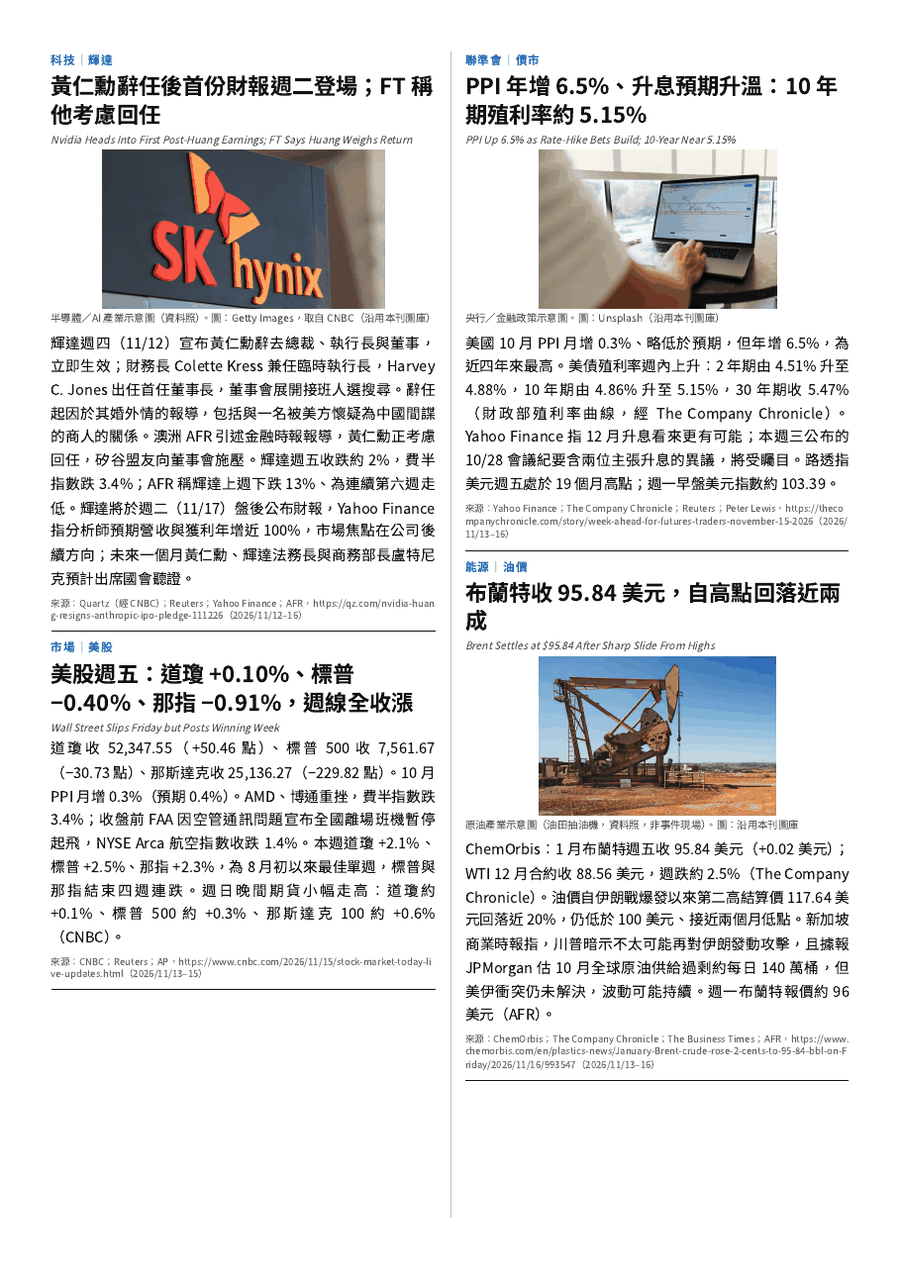 科技｜輝達
黃仁勳辭任後首份財報週二登場；FT 稱
他考慮回任
Nvidia Heads Into First Post-Huang Earnings; FT Says Huang Weighs Return
SK hynix
半導體／AI 產業示意圖（資料照）。圖：Getty Images，取自 CNBC（沿用本刊圖庫）
輝達週四（11/12）宣布黃仁勳辭去總裁、執行長與董事，
立即生效；財務長 Colette Kress 兼任臨時執行長，Harvey
C. Jones 出任首任董事長，董事會展開接班人選搜尋。辭任
起因於其婚外情的報導，包括與一名被美方懷疑為中國間諜
的商人的關係。澳洲 AFR 引述金融時報報導，黃仁勳正考慮
回任，矽谷盟友向董事會施壓。輝達週五收跌約 2%，費半
指數跌 3.4%；AFR 稱輝達上週下跌 13%、為連續第六週走
低。輝達將於週二（11/17）盤後公布財報，Yahoo Finance
指分析師預期營收與獲利年增近 100%，市場焦點在公司後
續方向；未來一個月黃仁勳、輝達法務長與商務部長盧特尼
克預計出席國會聽證。
來源：Quartz（經 CNBC）；Reuters；Yahoo Finance；AFR，https://qz.com/nvidia-huan
g-resigns-anthropic-ipo-pledge-111226（2026/11/12–16）
市場｜美股
美股週五：道瓊 +0.10%、標普
−0.40%、那指 −0.91%，週線全收漲
Wall Street Slips Friday but Posts Winning Week
道瓊收 52,347.55（+50.46 點）、標普 500 收 7,561.67
（−30.73 點）、那斯達克收 25,136.27（−229.82 點）。10 月
PPI 月增 0.3%（預期 0.4%）。AMD、博通重挫，費半指數跌
3.4%；收盤前 FAA 因空管通訊問題宣布全國離場班機暫停
起飛，NYSE Arca 航空指數收跌 1.4%。本週道瓊 +2.1%、
標普 +2.5%、那指 +2.3%，為 8 月初以來最佳單週，標普與
那指結束四週連跌。週日晚間期貨小幅走高：道瓊約
+0.1%、標普 500 約 +0.3%、那斯達克 100 約 +0.6%
（CNBC）。
來源：CNBC；Reuters；AP，https://www.cnbc.com/2026/11/15/stock-market-today-li
ve-updates.html（2026/11/13–15）
聯準會｜債市
PPI 年增 6.5%、升息預期升溫：10 年
期殖利率約 5.15%
PPI Up 6.5% as Rate-Hike Bets Build; 10-Year Near 5.15%
央行／金融政策示意圖。圖：Unsplash（沿用本刊圖庫）
美國 10 月 PPI 月增 0.3%、略低於預期，但年增 6.5%，為
近四年來最高。美債殖利率週內上升：2 年期由 4.51% 升至
4.88%，10 年期由 4.86% 升至 5.15%，30 年期收 5.47%
（財政部殖利率曲線，經 The Company Chronicle）。
Yahoo Finance 指 12 月升息看來更有可能；本週三公布的
10/28 會議紀要含兩位主張升息的異議，將受矚目。路透指
美元週五處於 19 個月高點；週一早盤美元指數約 103.39。
來源：Yahoo Finance；The Company Chronicle；Reuters；Peter Lewis，https://theco
mpanychronicle.com/story/week-ahead-for-futures-traders-november-15-2026（2026/
11/13–16）
能源｜油價
布蘭特收 95.84 美元，自高點回落近兩
成
Brent Settles at $95.84 After Sharp Slide From Highs
原油產業示意圖（油田抽油機，資料照，非事件現場）。圖：沿用本刊圖庫
ChemOrbis：1 月布蘭特週五收 95.84 美元（+0.02 美元）；
WTI 12 月合約收 88.56 美元，週跌約 2.5%（The Company
Chronicle）。油價自伊朗戰爆發以來第二高結算價 117.64 美
元回落近 20%，仍低於 100 美元、接近兩個月低點。新加坡
商業時報指，川普暗示不太可能再對伊朗發動攻擊，且據報
JPMorgan 估 10 月全球原油供給過剩約每日 140 萬桶，但
美伊衝突仍未解決，波動可能持續。週一布蘭特報價約 96
美元（AFR）。
來源：ChemOrbis；The Company Chronicle；The Business Times；AFR，https://www.
chemorbis.com/en/plastics-news/January-Brent-crude-rose-2-cents-to-95-84-bbl-on-F
riday/2026/11/16/993547（2026/11/13–16）